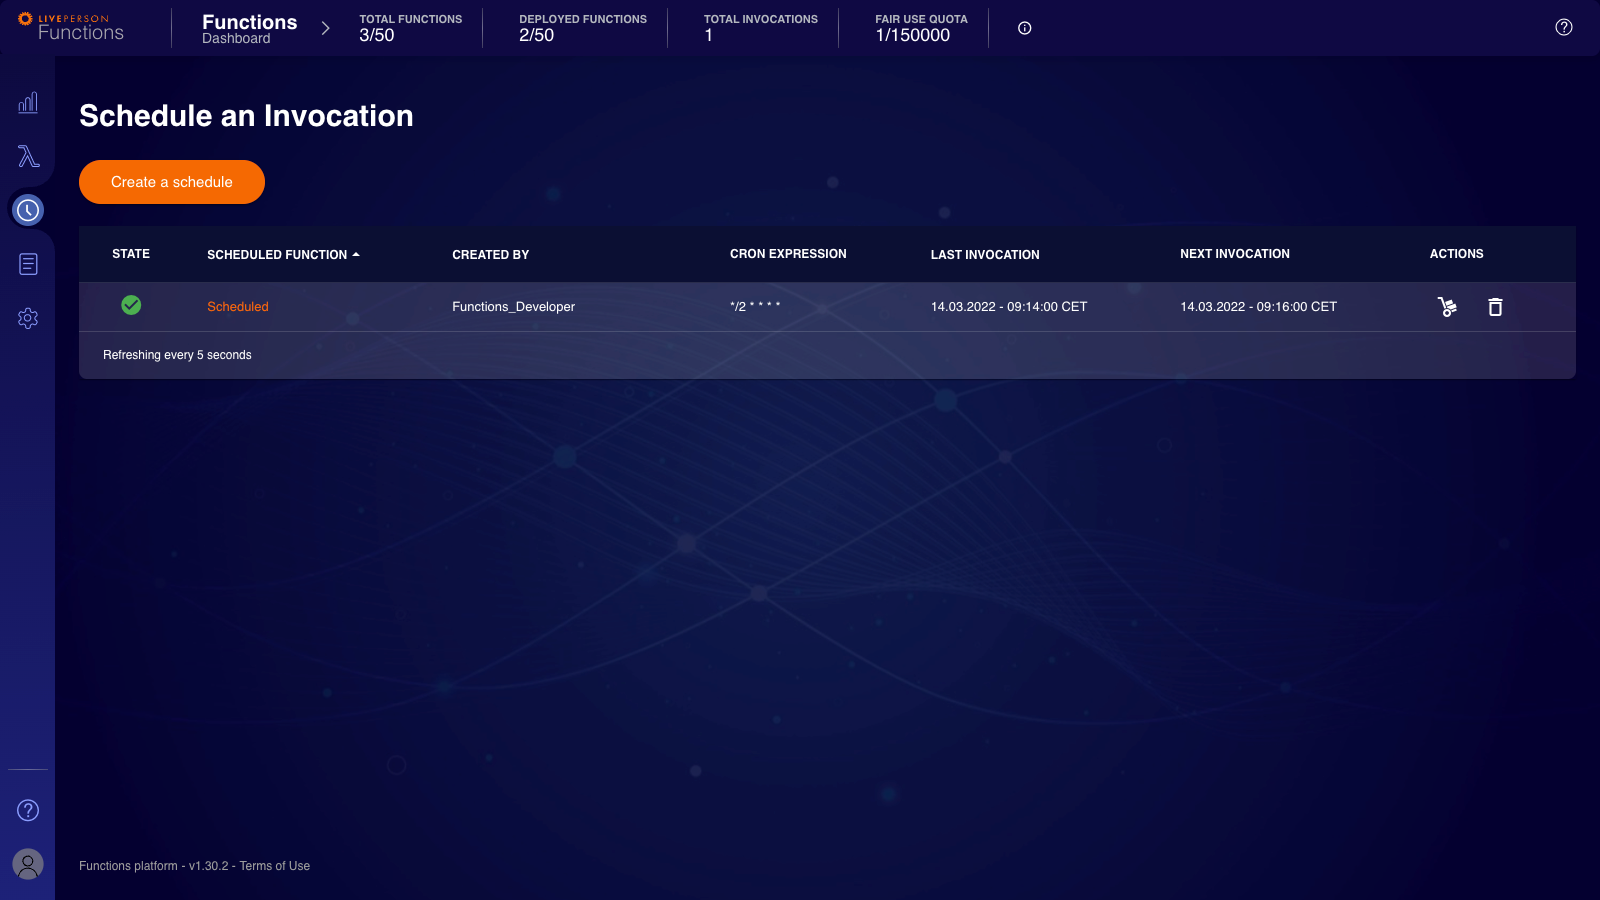 LIVEPERSON
Functions
Functions
Dashboard
TOTAL FUNCTIONS
3/50
DEPLOYED FUNCTIONS
2/50
TOTAL INVOCATIONS
1
FAIR USE QUOTA
1/150000
Schedule an Invocation
Create a schedule
STATE SCHEDULED FUNCTION CREATED BY CRON EXPRESSION LAST INVOCATION NEXT INVOCATION ACTIONS
Scheduled Functions_Developer */2 * * * * 14.03.2022 - 09:14:00 CET 14.03.2022 - 09:16:00 CET
Refreshing every 5 seconds
Functions platform - v1.30.2 - Terms of Use